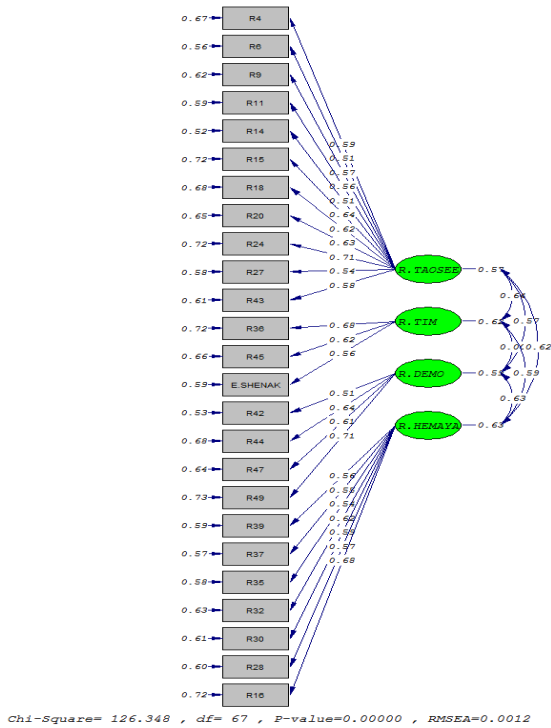 0.67 R4
0.56 R6
0.62 R9
0.59 R11
0.52 R14
0.59
0.72 R15
0.51
0.57
0.68 R18
0.56
0.51
0.65 R20
0.64
0.62
0.72 R24
0.63
0.71
0.58 R27 0.54 R.TAOSEE 0.57
0.61 R43 0.58
0.64
0.72 R36 0.68 R.TIM 0.57
0.62
0.66 R45 0.62
0.56 0.62
0.59 E.SHENAK R.DEMO 0.59
0.51
0.53 R42 0.64 0.63
0.61
0.68 R44 0.71 R.HEMAYA 0.63
0.64 R47
0.73 R49 0.56
0.54
0.59 R39 0.62
0.57 R37 0.57
0.68
0.58 R35
0.63 R32
0.61 R30
0.60 R28
0.72 R16
Chi-Square= 126.348 , df= 67 , P-value=0.00000 , RMSEA=0.0012